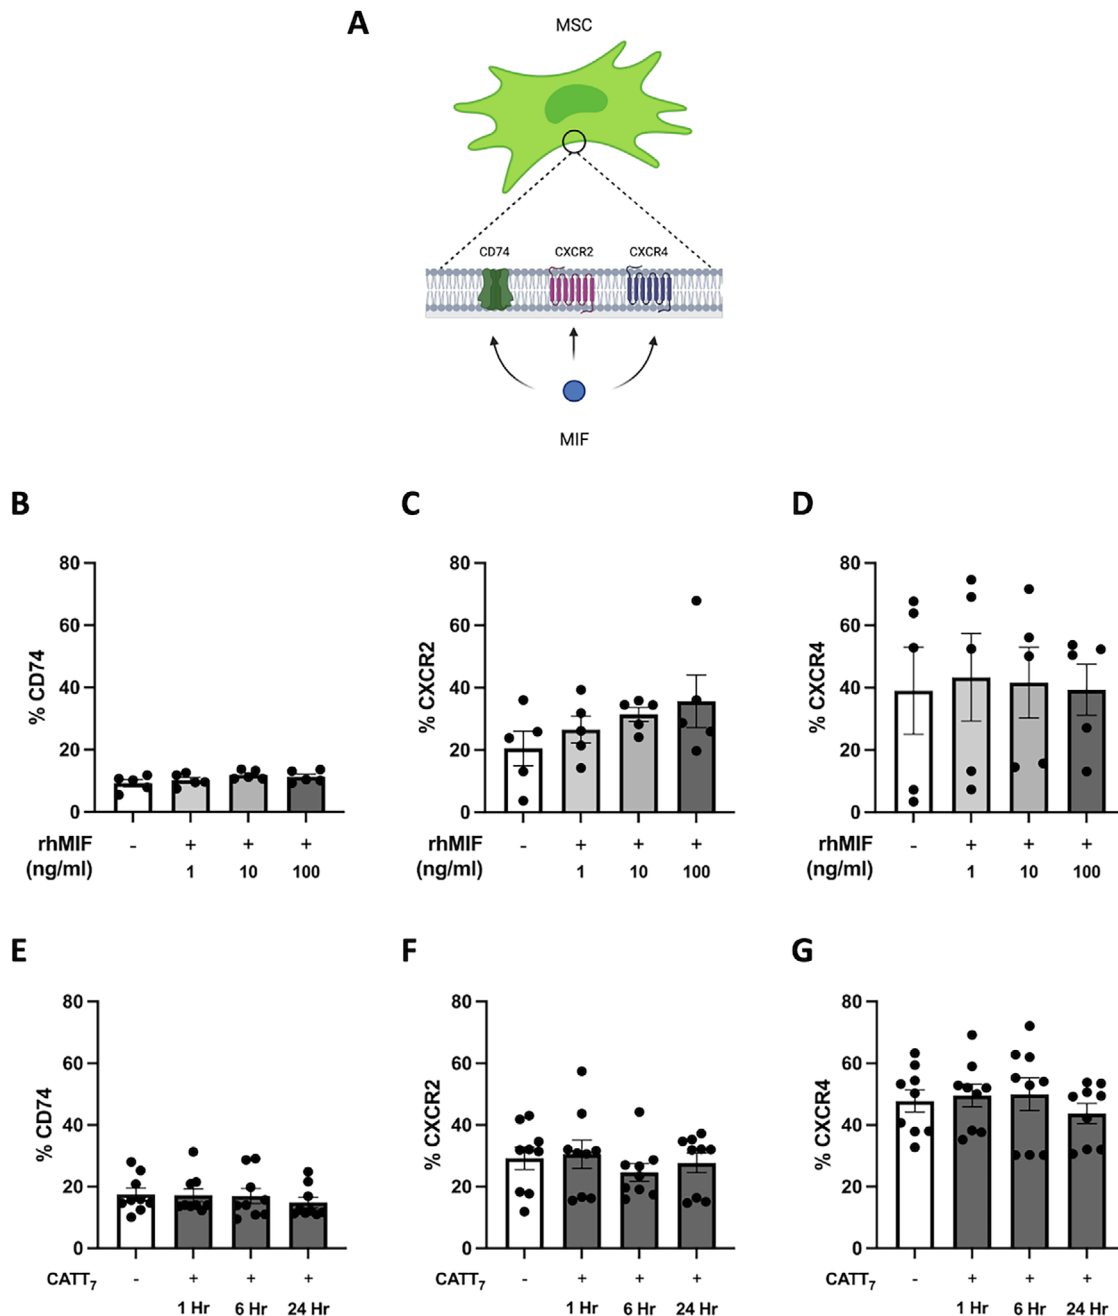 A
MSC
CD74 CXCR2 CXCR4
MIF
B C D
80 80 80
60 60 60
40 40 40
20 20 20
0 0 0
% CD74 % CXCR2 % CXCR4
rhMIF - + + + rhMIF - + + + rhMIF - + + +
(ng/ml) 1 10 100 (ng/ml) 1 10 100 (ng/ml) 1 10 100
E F G
80 80 80
60 60 60
40 40 40
20 20 20
0 0 0
% CD74 % CXCR2 % CXCR4
CATT7 - + + + CATT7 - + + + CATT7 - + + +
1 Hr 6 Hr 24 Hr 1 Hr 6 Hr 24 Hr 1 Hr 6 Hr 24 Hr